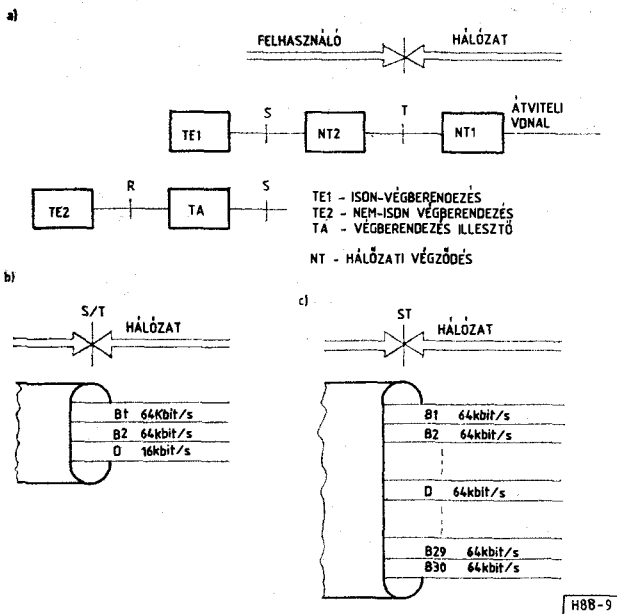 a)
FELHASZNÁLÓ HÁLÓZAT
TE1 S NT2 T NT1 ÁTVITELI VONAL
TE2 R TA S
TE1 - ISDN-VÉGBERENDEZÉS
TE2 - NEM-ISDN VÉGBERENDEZÉS
TA - VÉGBERENDEZÉS ILLESZTŐ
NT - HÁLÓZATI VÉGZŐDÉS
b)
S/T
HÁLÓZAT
B1 64Kbit/s
B2 64kbit/s
D 16kbit/s
c)
ST
HÁLÓZAT
B1 64kbit/s
B2 64kbit/s
D 64kbit/s
B29 64kbit/s
B30 64kbit/s
H88-9